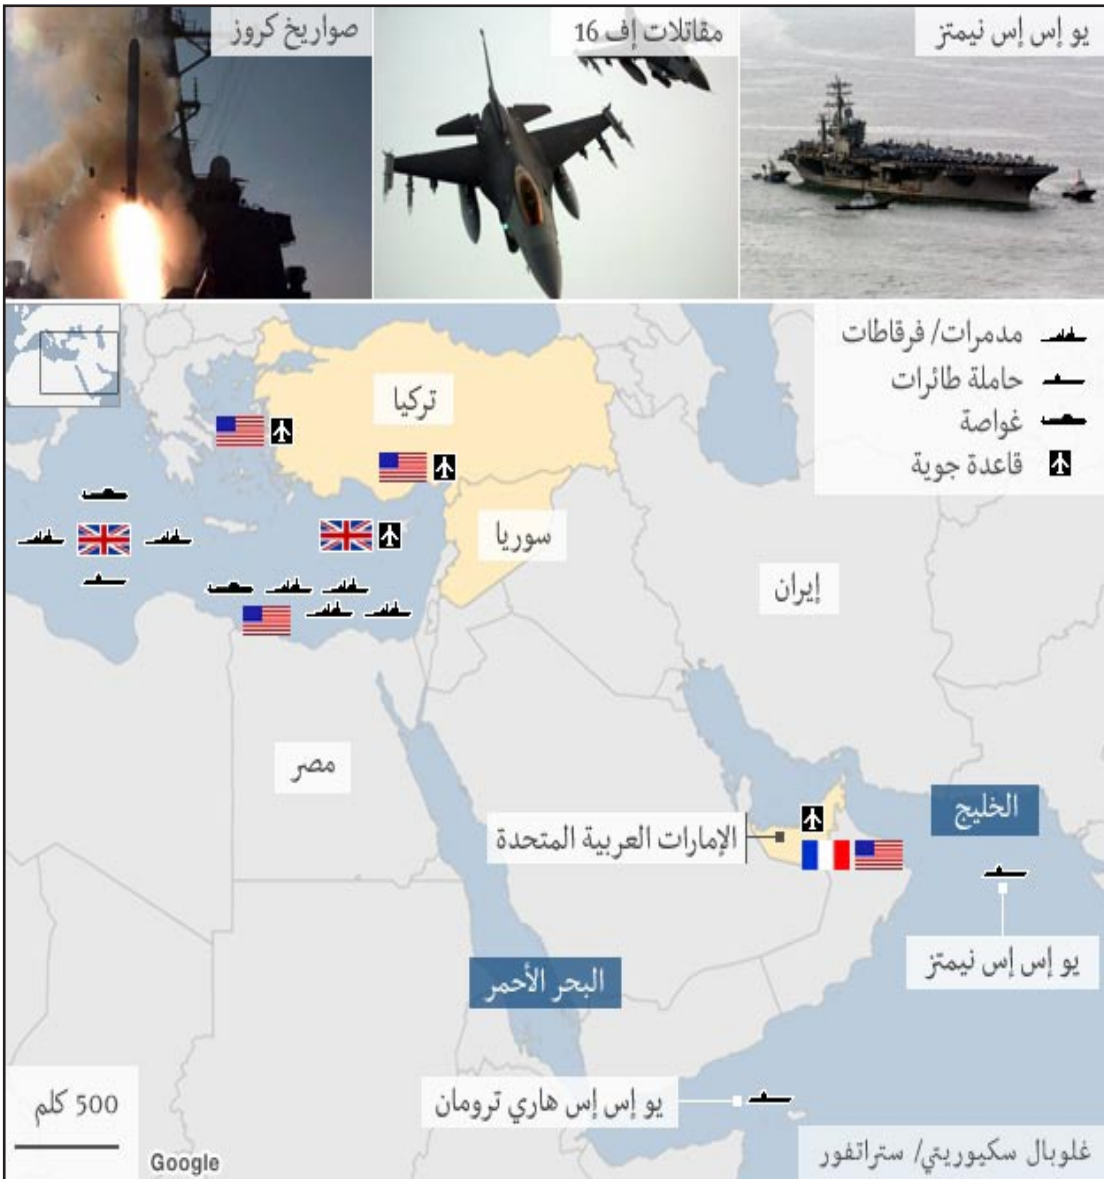 يو إس إس نيمتز
مقاتلات إف 16
صواريخ كروز
مدمرات/ فرقاطات
حاملة طائرات
غواصة
قاعدة جوية
تركيا
سوريا
إيران
مصر
الخليج
الإمارات العربية المتحدة
يو إس إس نيمتز
البحر الأحمر
يو إس إس هاري ترومان
500 كلم
Google
غلوبال سكيوريتي/ ستراتفور